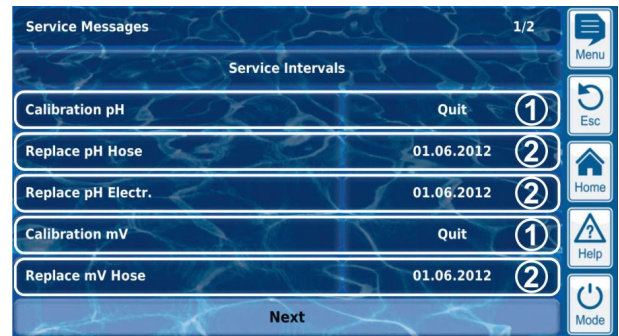 Service Messages 1/2
Menu
Service Intervals
Calibration pH Quit 1
Esc
Replace pH Hose 01.06.2012 2
Replace pH Electr. 01.06.2012 2
Home
Calibration mV Quit 1
?
Help
Replace mV Hose 01.06.2012 2
Next
Mode